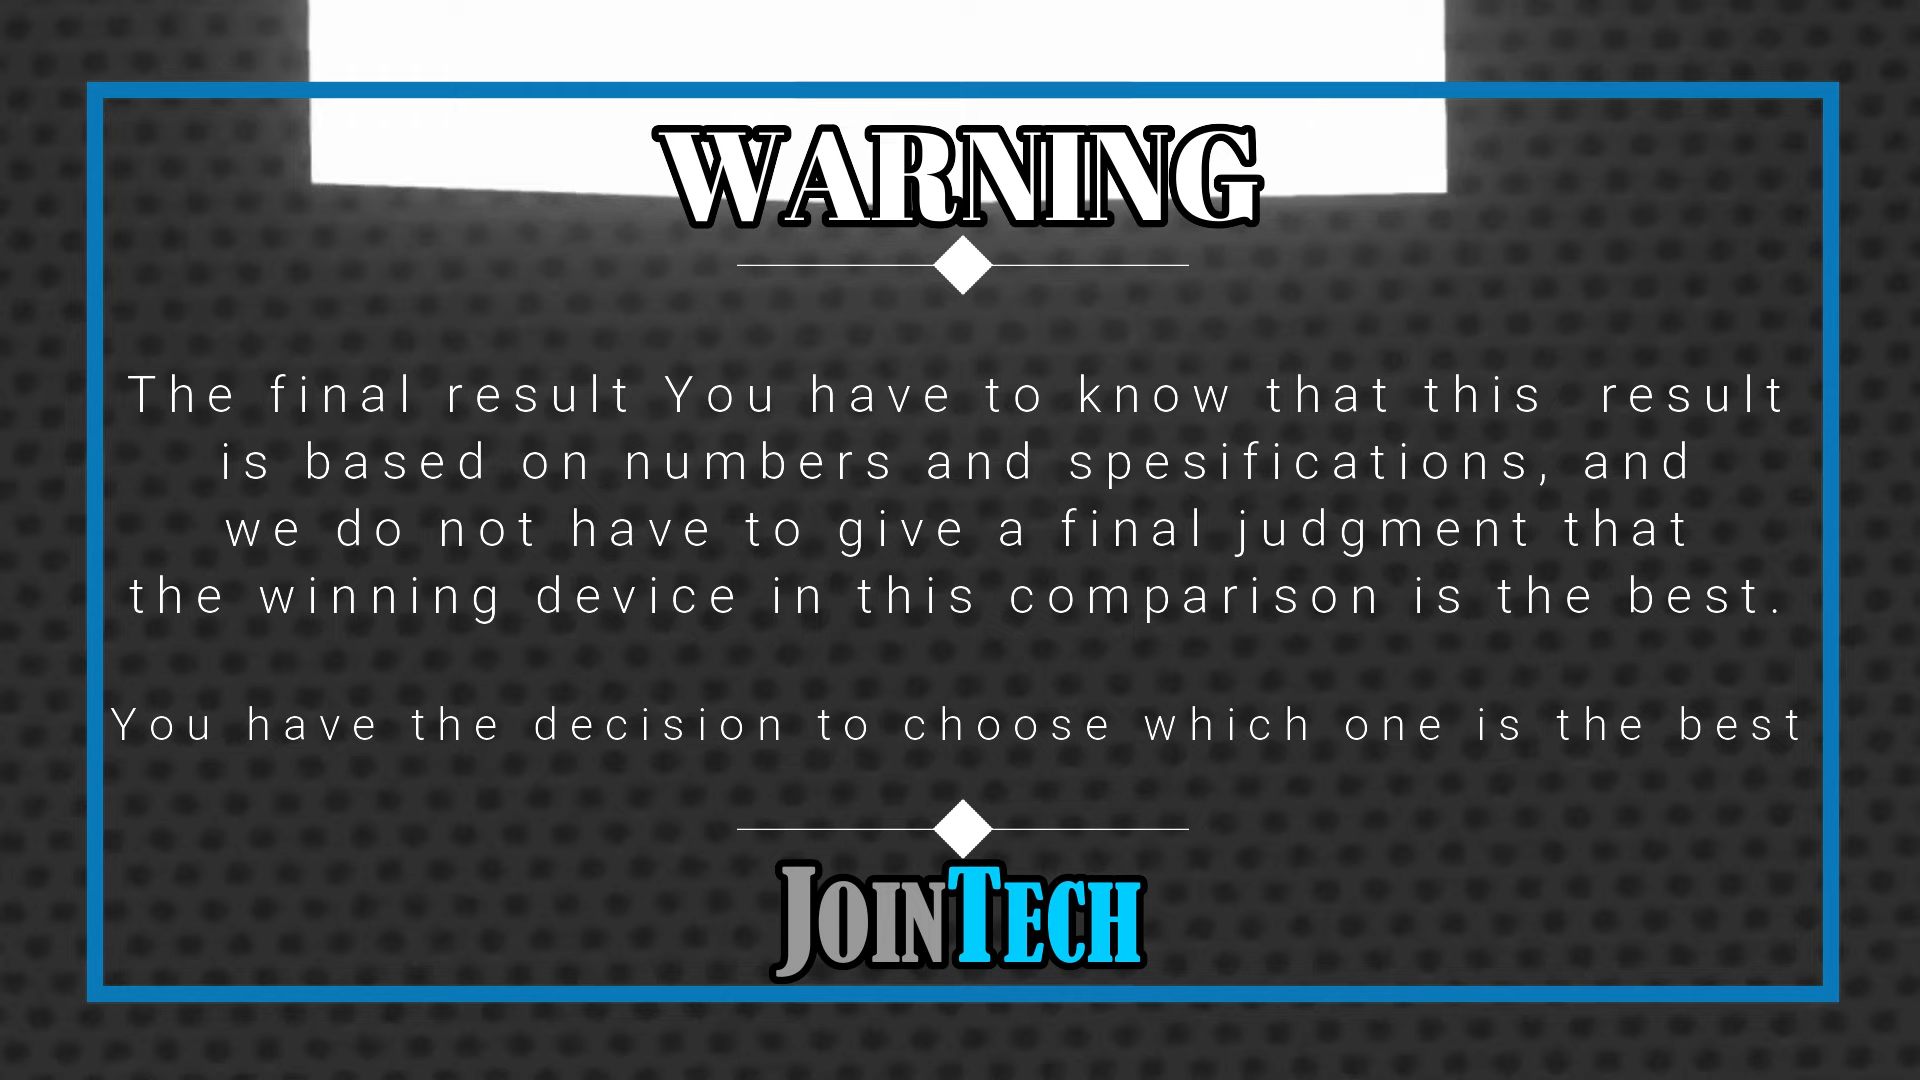 WARNING
The final result You have to know that this  result
is based on numbers and spesifications, and
we do not have to give a final judgment that
the winning device in this comparison is the best.
You have the decision to choose which one is the best
JOINTECH